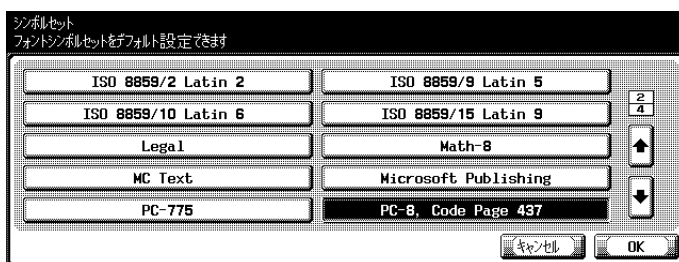 シンボルセット
フォントシンボルセットをデフォルト設定できます
ISO 8859/2 Latin 2
ISO 8859/9 Latin 5
ISO 8859/10 Latin 6
ISO 8859/15 Latin 9
2
4
Legal
Math-8
MC Text
Microsoft Publishing
PC-775
PC-8, Code Page 437
キャンセル
OK